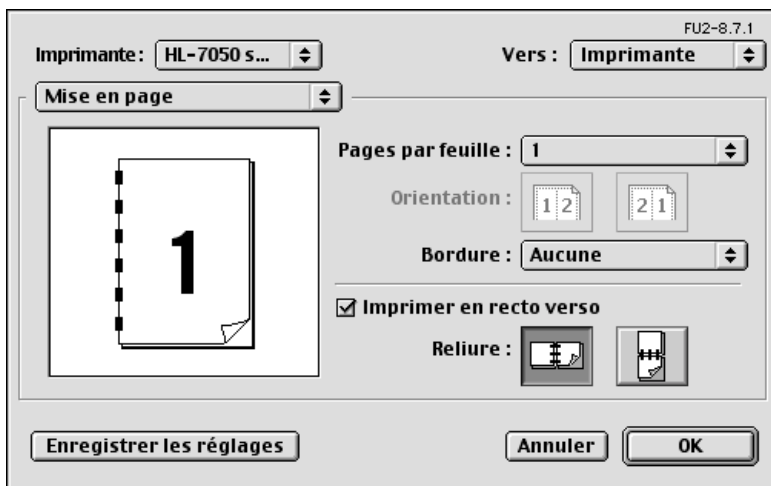 FU2-8.7.1
Imprimante: HL-7050 s...
Vers : Imprimante
Mise en page
1
Pages par feuille : 1
Orientation : 1 2 2 1
Bordure : Aucune
Imprimer en recto verso
Reliure :
Enregistrer les réglages
Annuler OK